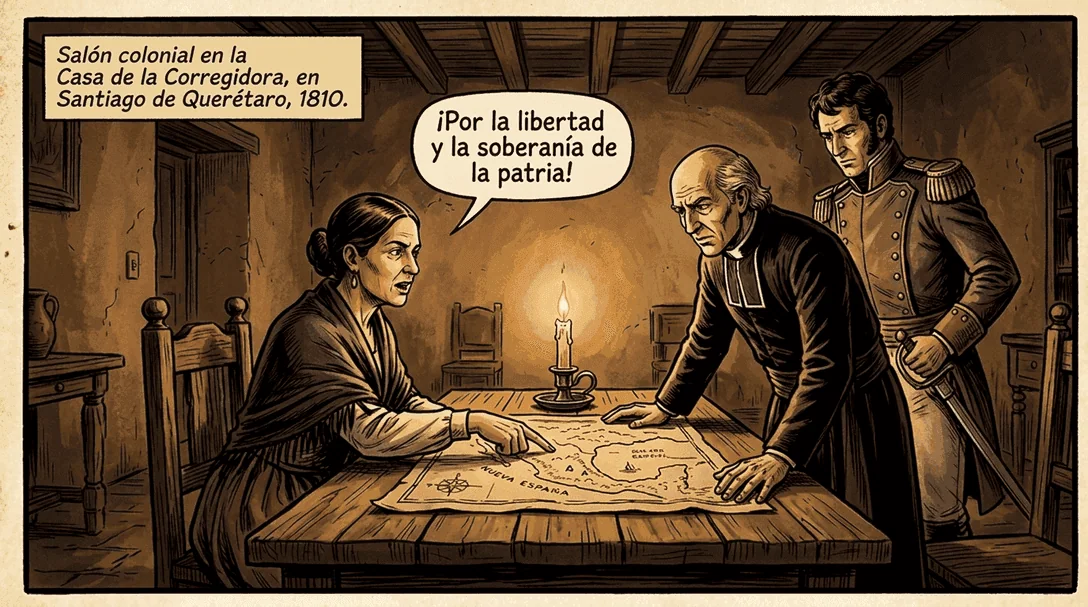 Salón colonial en la
Casa de la Corregidora, en
Santiago de Querétaro, 1810.
¡Por la libertad
y la soberanía de
la patria!
NUEVA ESPAÑA